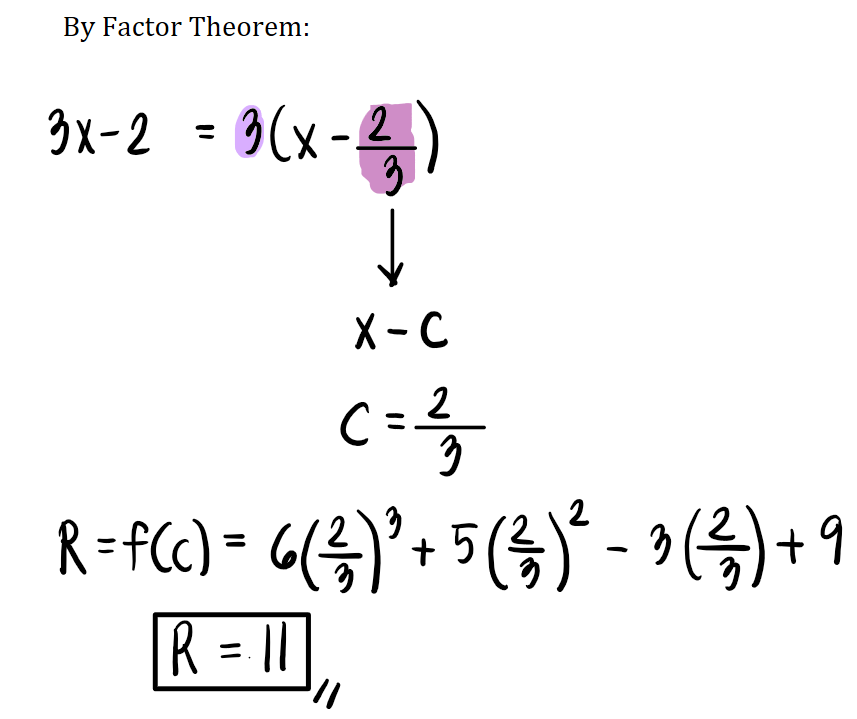 By Factor Theorem:
3x-2 = 3(x - 2/3)
x - c
c = 2/3
R = f(c) = 6(2/3)³ + 5(2/3)² - 3(2/3) + 9
R = 11